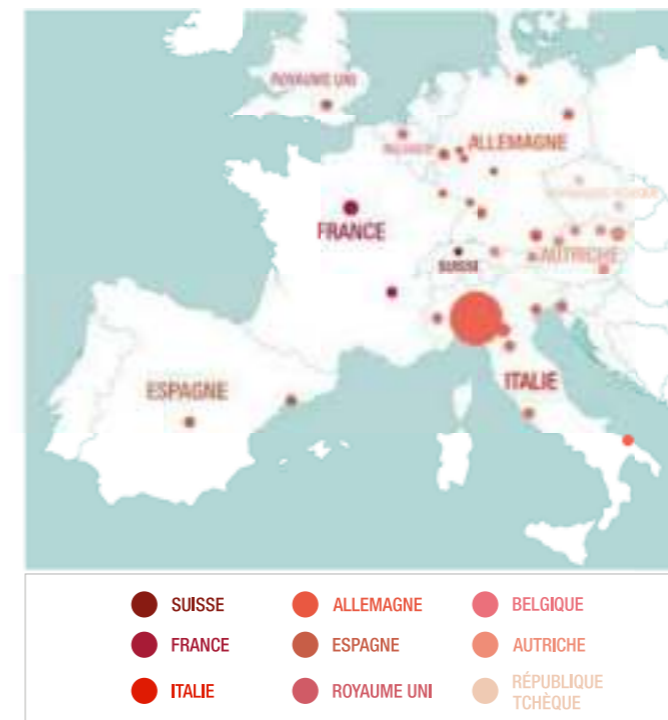 ROYAUME UNI
ALLEMAGNE
FRANCE
SUISSE
AUTRICHE
ESPAGNE
ITALIE
SUISSE
ALLEMAGNE
BELGIQUE
FRANCE
ESPAGNE
AUTRICHE
ITALIE
ROYAUME UNI
RÉPUBLIQUE
TCHÈQUE